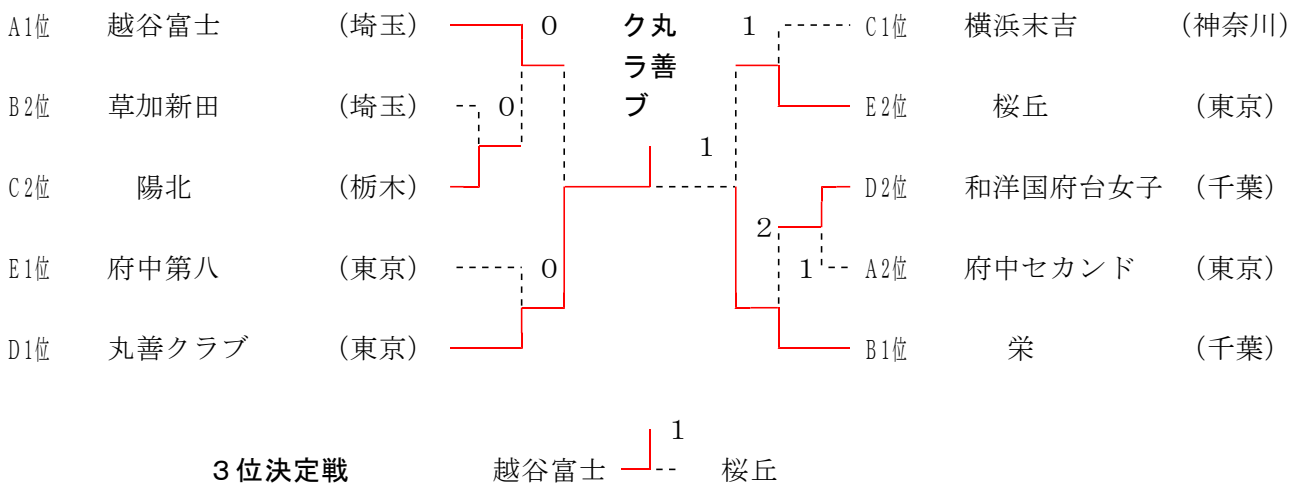 A1位 越谷富士 (埼玉) 0 丸善クラブ 1 C1位 横浜末吉 (神奈川)
B2位 草加新田 (埼玉) 0 E2位 桜丘 (東京)
1
C2位 陽北 (栃木) D2位 和洋国府台女子 (千葉)
2
E1位 府中第八 (東京) 0 1 A2位 府中セカンド (東京)
D1位 丸善クラブ (東京) B1位 栄 (千葉)
1
3位決定戦 越谷富士 桜丘